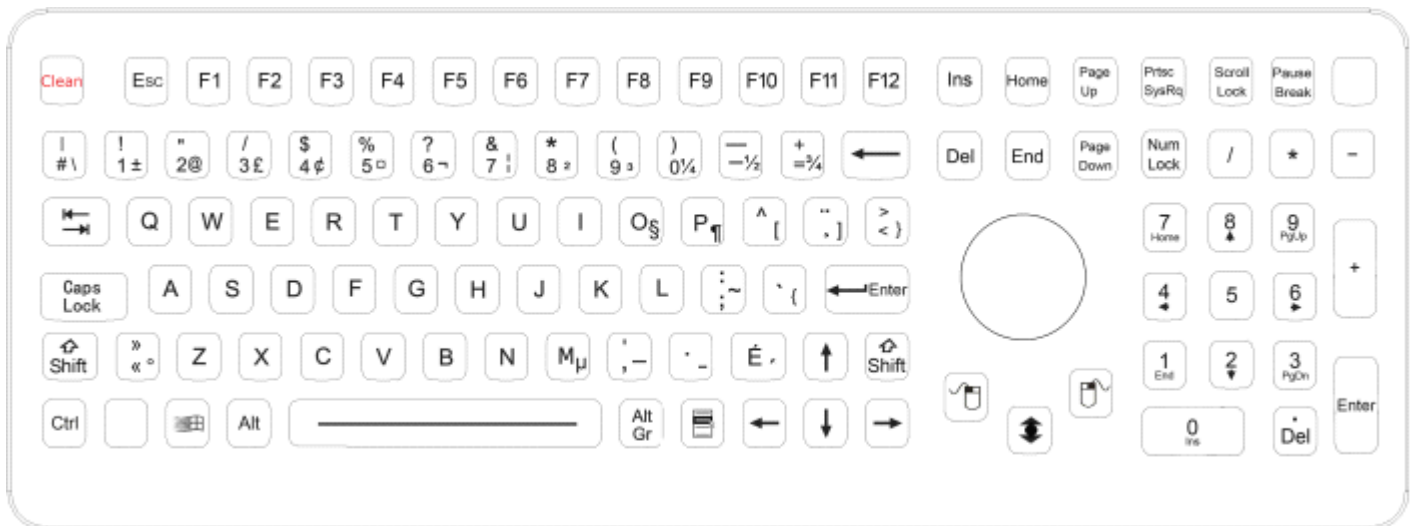 Clean Esc F1 F2 F3 F4 F5 F6 F7 F8 F9 F10 F11 F12 Ins Home Page Up Prtsc SysRq Scroll Lock Pause Break
| #\ ! 1± " 2@ / 3£ $ 4¢ % 5¤ ? 6¬ & 7¦ * 8² ( 9³ ) 0¼ — –½ + =¾ Del End Page Down Num Lock / * -
Q W E R T Y U I O§ P¶ ^ [ ¨ ¸ ] > < } 7 Home 8 9 PgUp
Caps Lock A S D F G H J K L : ; ~ ` { Enter 4 5 6 +
Shift » « ° Z X C V B N Mµ ' , – . - É ´ Shift 1 End 2 3 PgDn
Ctrl Alt Alt Gr 0 Ins . Del Enter